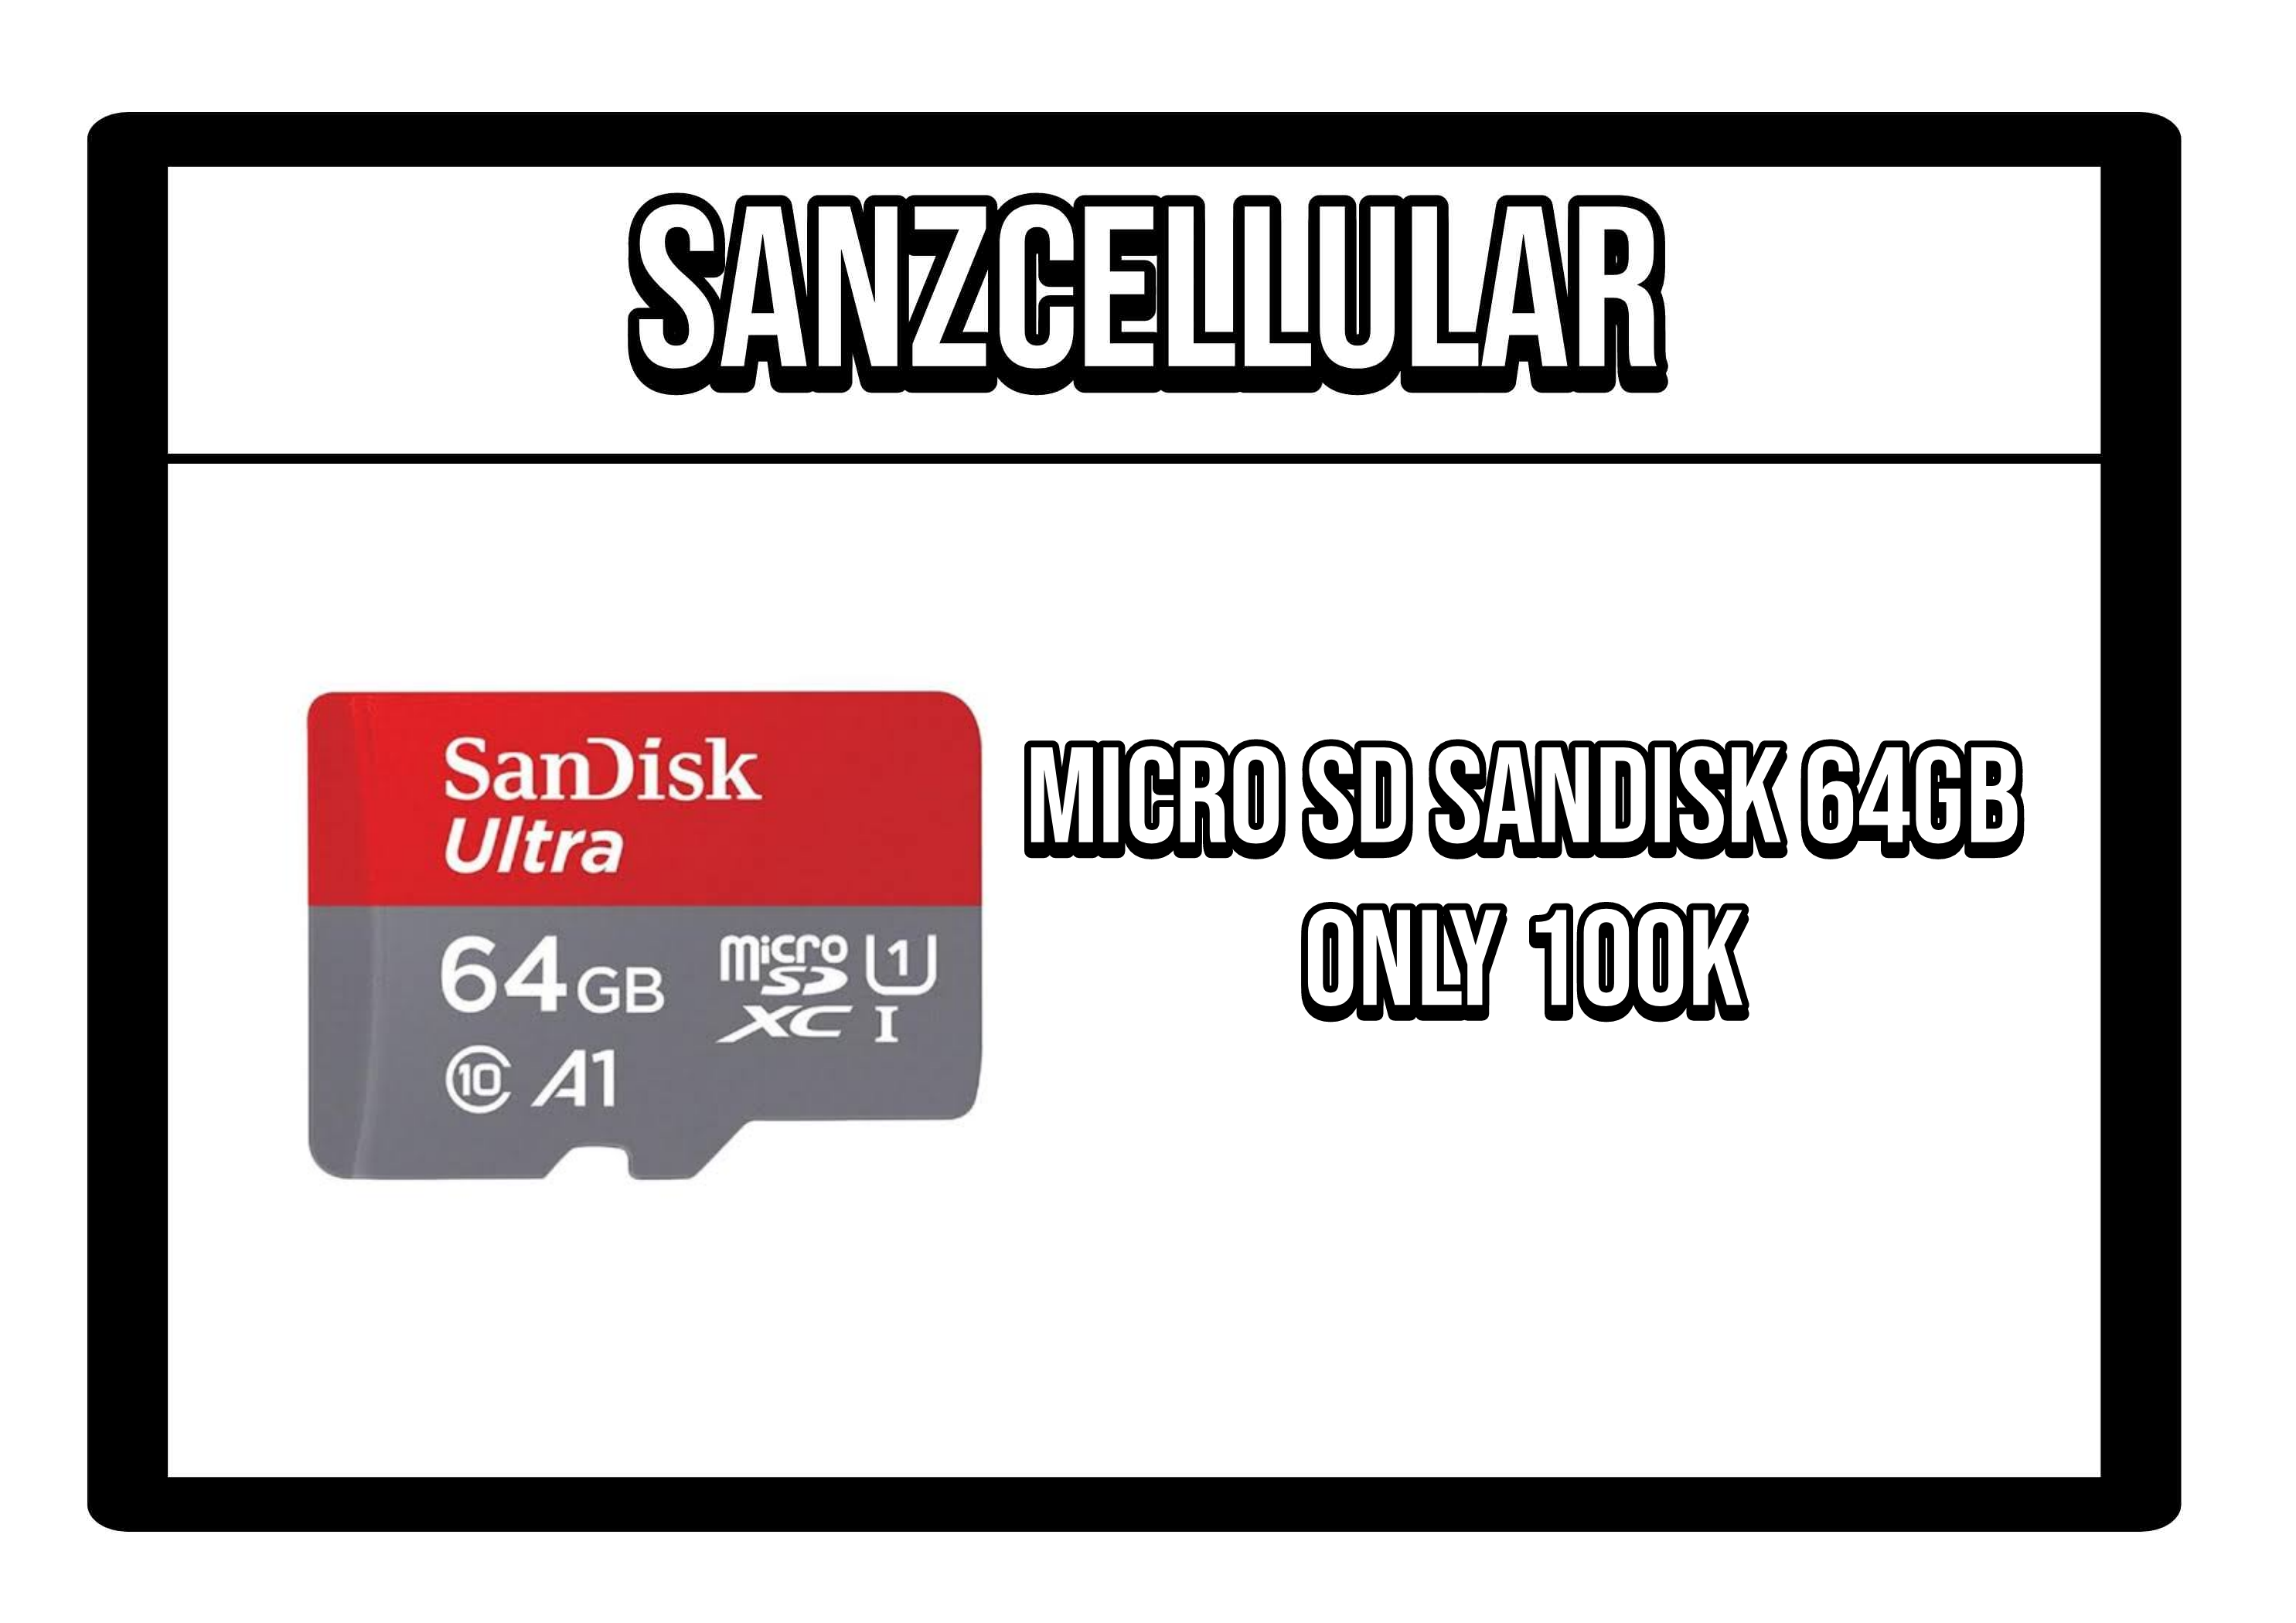 SANZCELLULAR
SanDisk
Ultra
64GB
micro SD XC
U1
I
10 A1
MICRO SD SANDISK 64GB
ONLY 100K